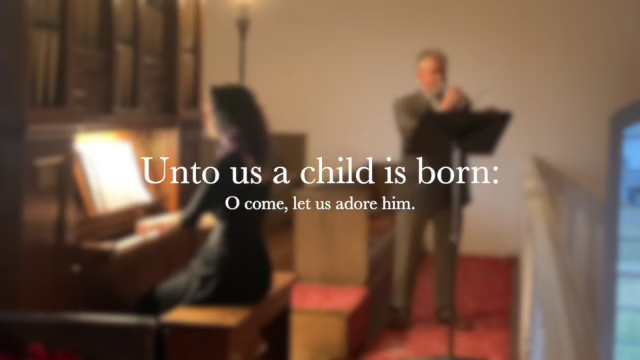 Unto us a child is born:
O come, let us adore him.